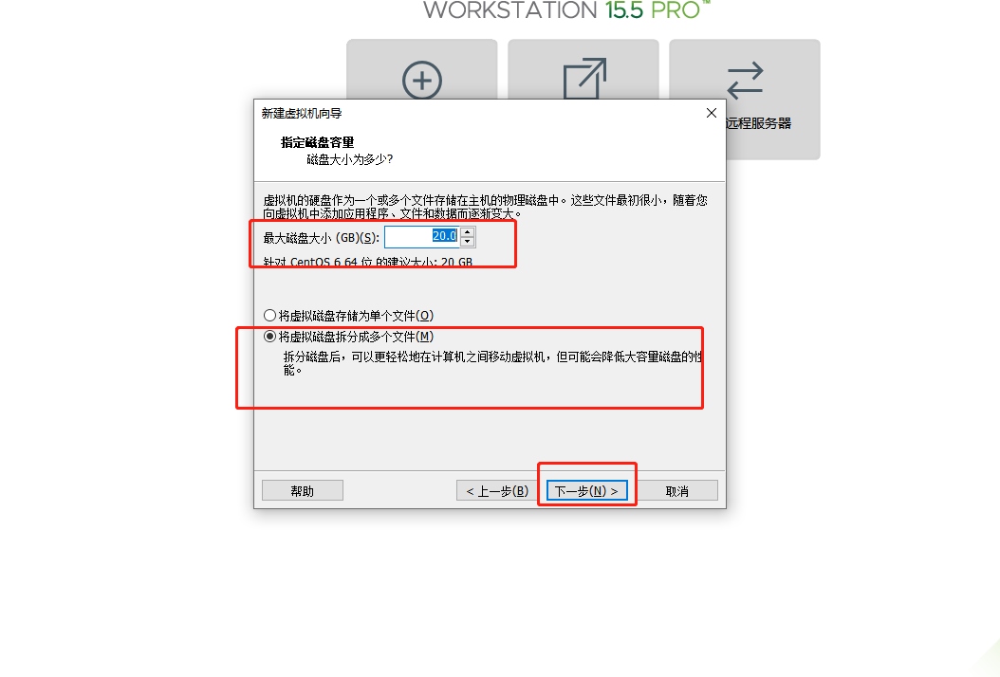 WORKSTATION 15.5 PRO™
远程服务器
新建虚拟机向导
指定磁盘容量
磁盘大小为多少?
虚拟机的硬盘作为一个或多个文件存储在主机的物理磁盘中。这些文件最初很小，随着您
向虚拟机中添加应用程序、文件和数据而逐渐变大。
最大磁盘大小 (GB)(S): 20.0
针对 CentOS 6 64 位 的建议大小: 20 GB
将虚拟磁盘存储为单个文件(O)
将虚拟磁盘拆分成多个文件(M)
拆分磁盘后，可以更轻松地在计算机之间移动虚拟机，但可能会降低大容量磁盘的性
能。
帮助 < 上一步(B) 下一步(N) > 取消